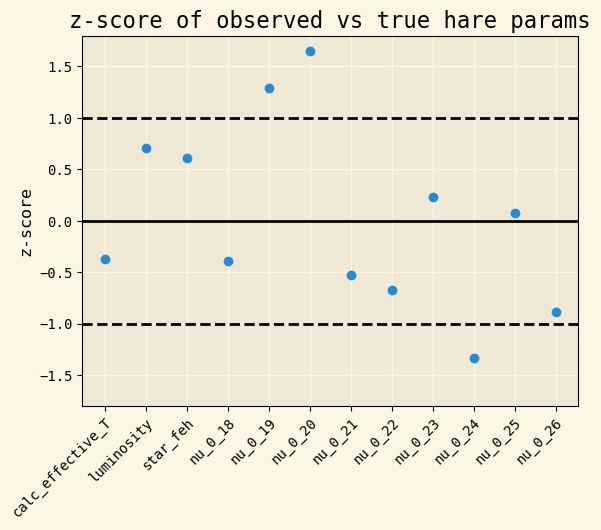 z-score of observed vs true hare params
z-score
1.5
1.0
0.5
0.0
−0.5
−1.0
−1.5
calc_effective_T
luminosity
star_feh
nu_0_18
nu_0_19
nu_0_20
nu_0_21
nu_0_22
nu_0_23
nu_0_24
nu_0_25
nu_0_26